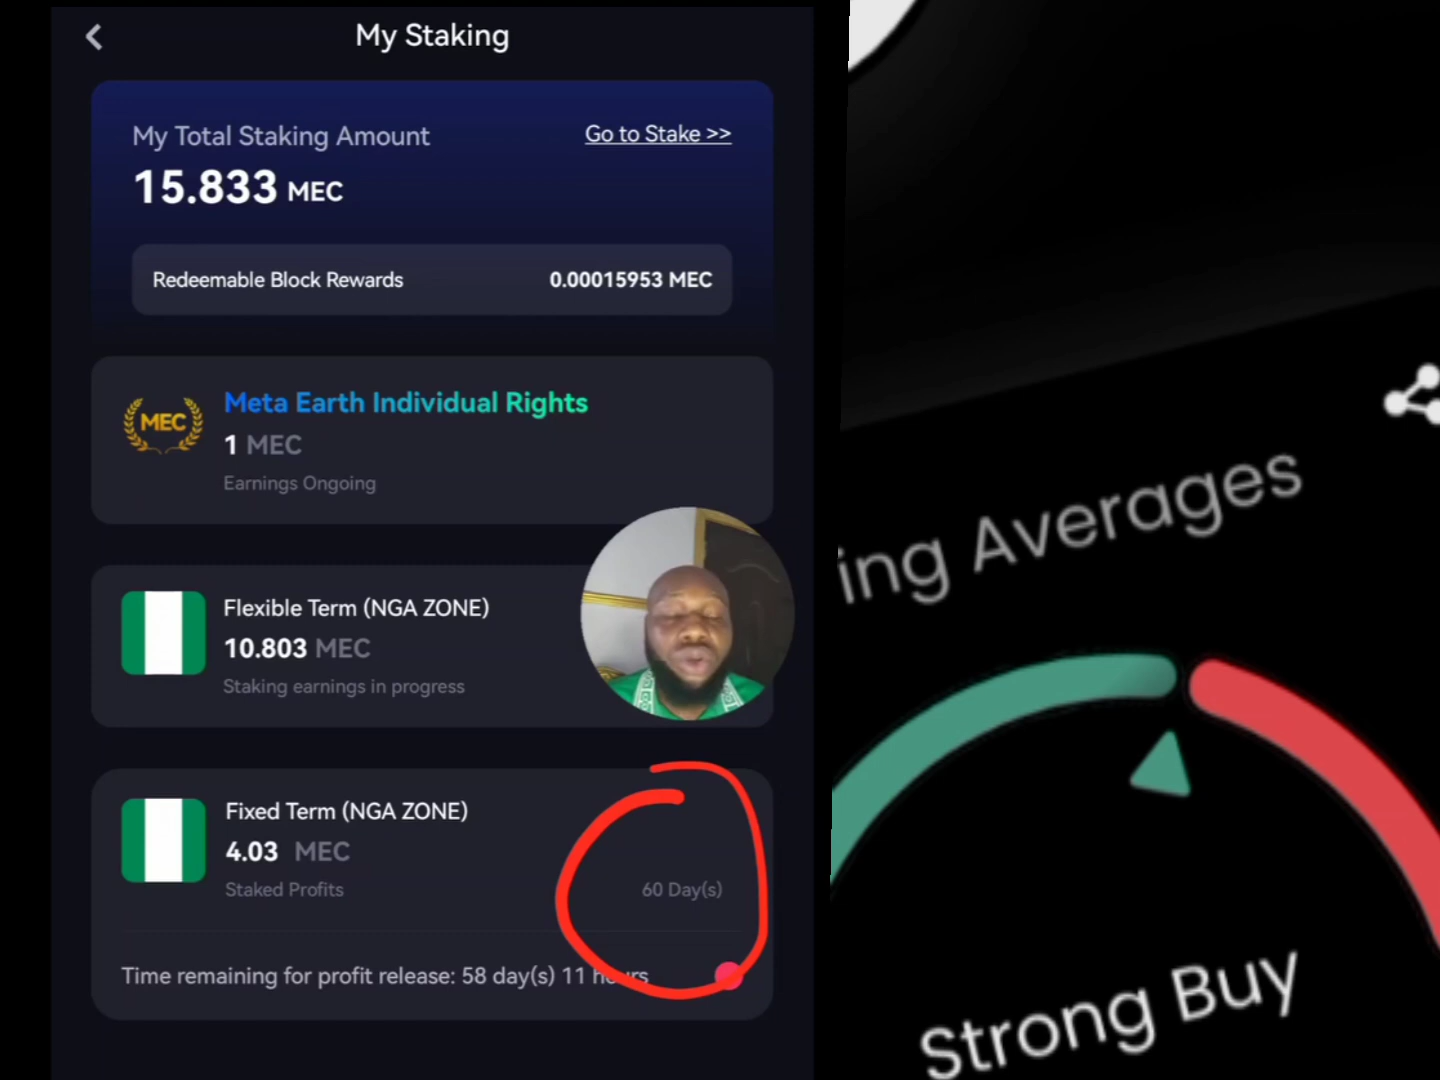 My Staking
My Total Staking Amount
Go to Stake >>
15.833 MEC
Redeemable Block Rewards
0.00015953 MEC
MEC
Meta Earth Individual Rights
1 MEC
Earnings Ongoing
Flexible Term (NGA ZONE)
10.803 MEC
Staking earnings in progress
Fixed Term (NGA ZONE)
4.03 MEC
Staked Profits
60 Day(s)
Time remaining for profit release: 58 day(s) 11 hours
ing Averages
Strong Buy